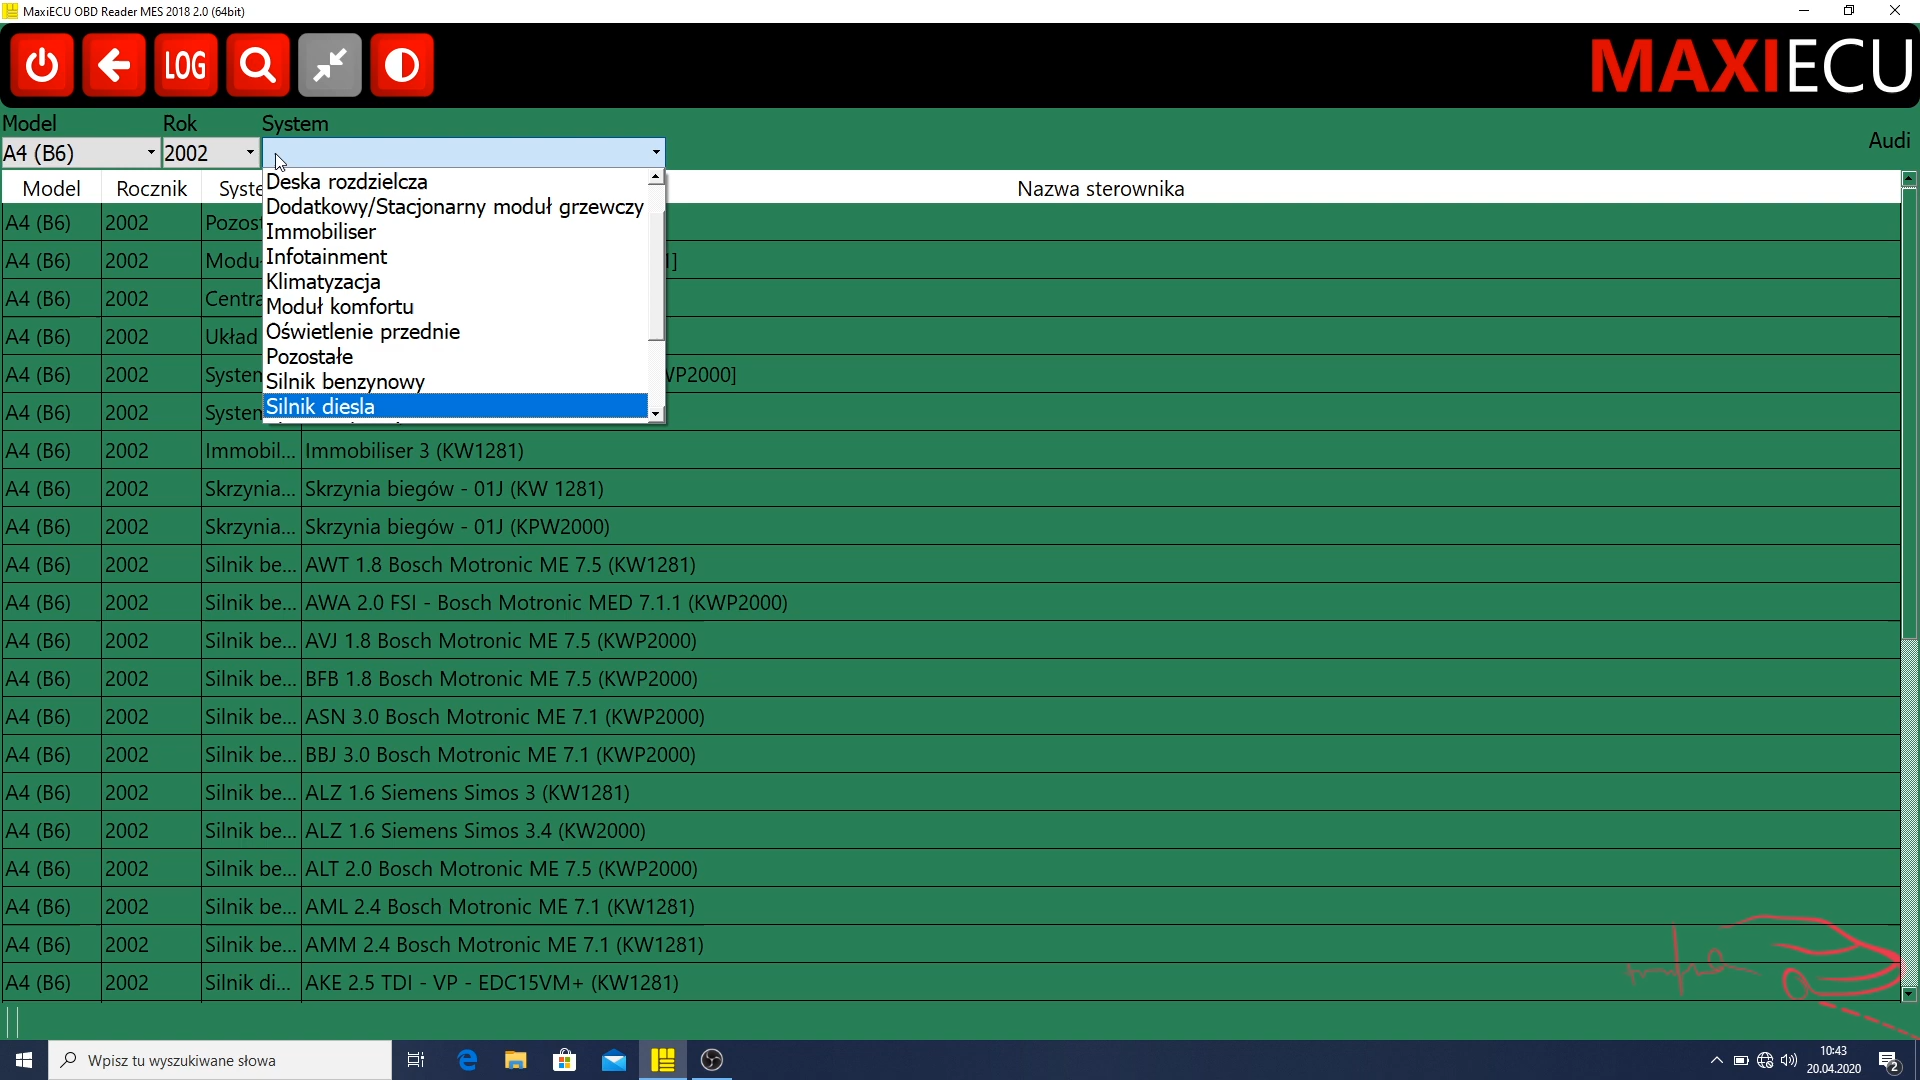 MaxiECU OBD Reader MES 2018 2.0 (64bit)
LOG
MAXIECU
Model Rok System
A4 (B6) 2002
Audi
Model Rocznik Syste Nazwa sterownika
Deska rozdzielcza
Dodatkowy/Stacjonarny moduł grzewczy
Immobiliser
Infotainment
Klimatyzacja
Moduł komfortu
Oświetlenie przednie
Pozostałe
Silnik benzynowy
Silnik diesla
A4 (B6) 2002 Pozost
A4 (B6) 2002 Modu 1]
A4 (B6) 2002 Centra
A4 (B6) 2002 Układ
A4 (B6) 2002 System WP2000]
A4 (B6) 2002 System
A4 (B6) 2002 Immobil... Immobiliser 3 (KW1281)
A4 (B6) 2002 Skrzynia... Skrzynia biegów - 01J (KW 1281)
A4 (B6) 2002 Skrzynia... Skrzynia biegów - 01J (KPW2000)
A4 (B6) 2002 Silnik be... AWT 1.8 Bosch Motronic ME 7.5 (KW1281)
A4 (B6) 2002 Silnik be... AWA 2.0 FSI - Bosch Motronic MED 7.1.1 (KWP2000)
A4 (B6) 2002 Silnik be... AVJ 1.8 Bosch Motronic ME 7.5 (KWP2000)
A4 (B6) 2002 Silnik be... BFB 1.8 Bosch Motronic ME 7.5 (KWP2000)
A4 (B6) 2002 Silnik be... ASN 3.0 Bosch Motronic ME 7.1 (KWP2000)
A4 (B6) 2002 Silnik be... BBJ 3.0 Bosch Motronic ME 7.1 (KWP2000)
A4 (B6) 2002 Silnik be... ALZ 1.6 Siemens Simos 3 (KW1281)
A4 (B6) 2002 Silnik be... ALZ 1.6 Siemens Simos 3.4 (KW2000)
A4 (B6) 2002 Silnik be... ALT 2.0 Bosch Motronic ME 7.5 (KWP2000)
A4 (B6) 2002 Silnik be... AML 2.4 Bosch Motronic ME 7.1 (KW1281)
A4 (B6) 2002 Silnik be... AMM 2.4 Bosch Motronic ME 7.1 (KW1281)
A4 (B6) 2002 Silnik di... AKE 2.5 TDI - VP - EDC15VM+ (KW1281)
Wpisz tu wyszukiwane słowa
10:43
20.04.2020
2